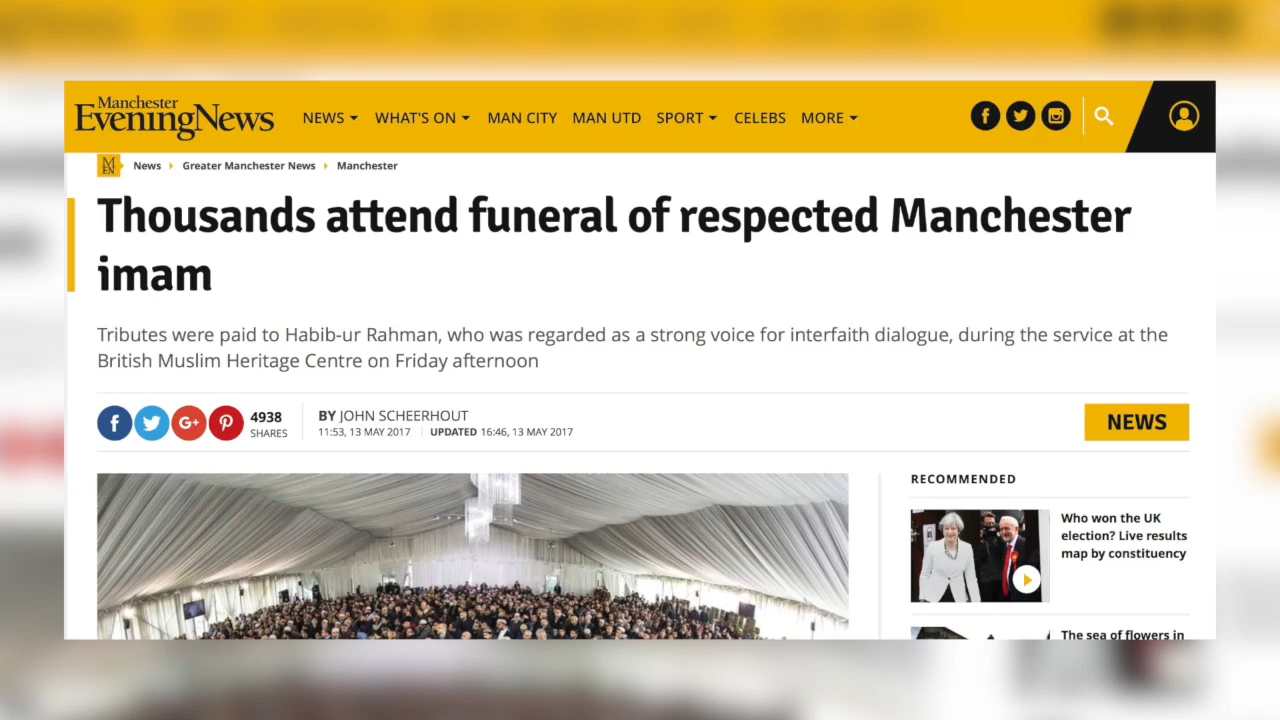 Manchester
EveningNews
NEWS WHAT'S ON MAN CITY MAN UTD SPORT CELEBS MORE
M
EN
News Greater Manchester News Manchester
Thousands attend funeral of respected Manchester
imam
Tributes were paid to Habib-ur Rahman, who was regarded as a strong voice for interfaith dialogue, during the service at the
British Muslim Heritage Centre on Friday afternoon
4938
SHARES
BY JOHN SCHEERHOUT
11:53, 13 MAY 2017 UPDATED 16:46, 13 MAY 2017
NEWS
RECOMMENDED
Who won the UK
election? Live results
map by constituency
The sea of flowers in